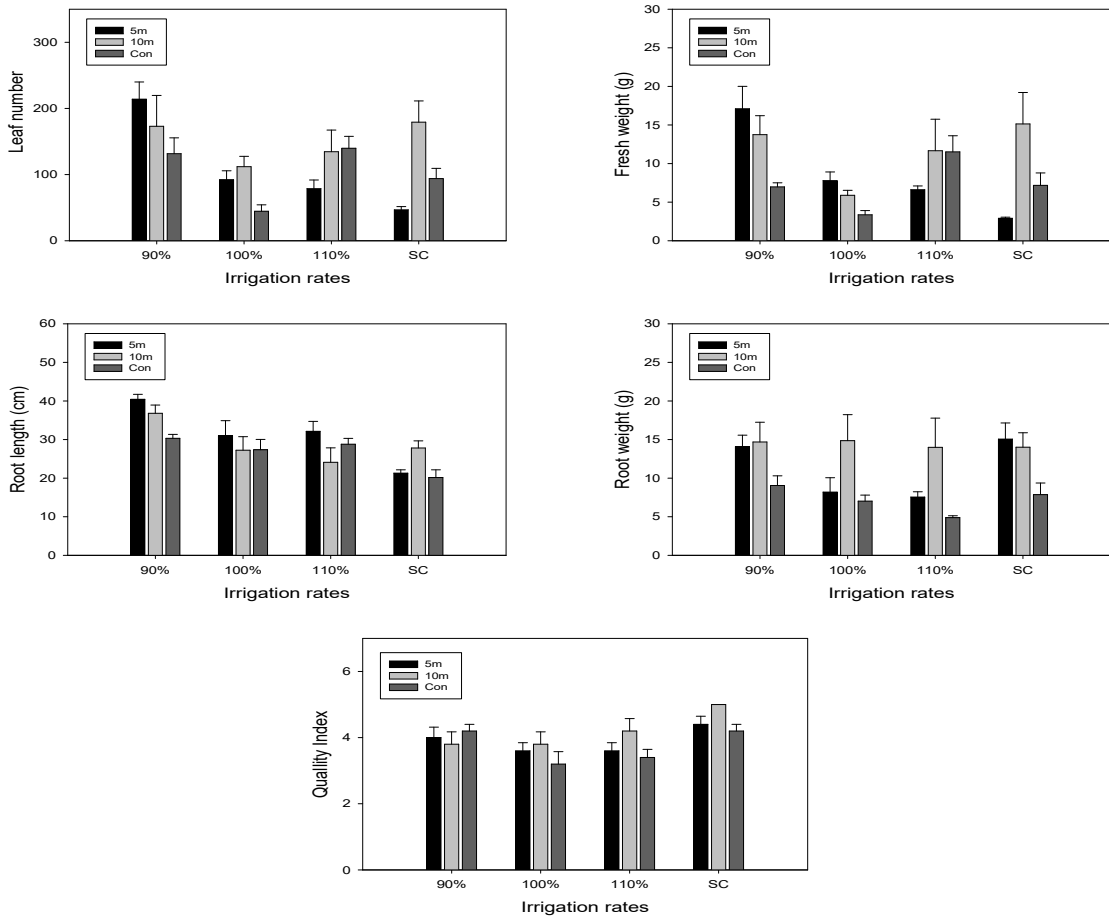 Leaf number
300
200
100
0
5m
10m
Con
90% 100% 110% SC
Irrigation rates
Fresh weight (g)
30
25
20
15
10
5
0
5m
10m
Con
90% 100% 110% SC
Irrigation rates
Root length (cm)
60
50
40
30
20
10
0
5m
10m
Con
90% 100% 110% SC
Irrigation rates
Root weight (g)
30
25
20
15
10
5
0
5m
10m
Con
90% 100% 110% SC
Irrigation rates
Quallity Index
6
4
2
0
5m
10m
Con
90% 100% 110% SC
Irrigation rates